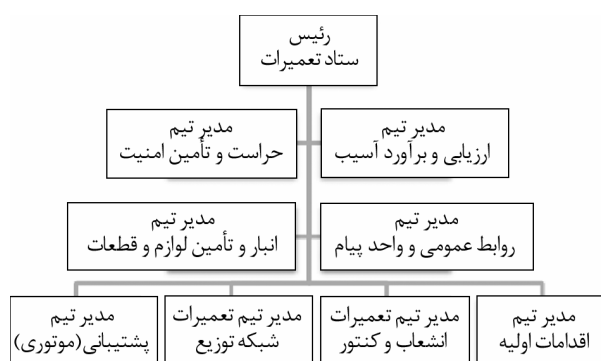 رئیس
ستاد تعمیرات
مدیر تیم
ارزیابی و برآورد آسیب
مدیر تیم
حراست و تأمین امنیت
مدیر تیم
روابط عمومی و واحد پیام
مدیر تیم
انبار و تأمین لوازم و قطعات
مدیر تیم
اقدامات اولیه
مدیر تیم تعمیرات
انشعاب و کنتور
مدیر تیم تعمیرات
شبکه توزیع
مدیر تیم
پشتیبانی(موتوری)